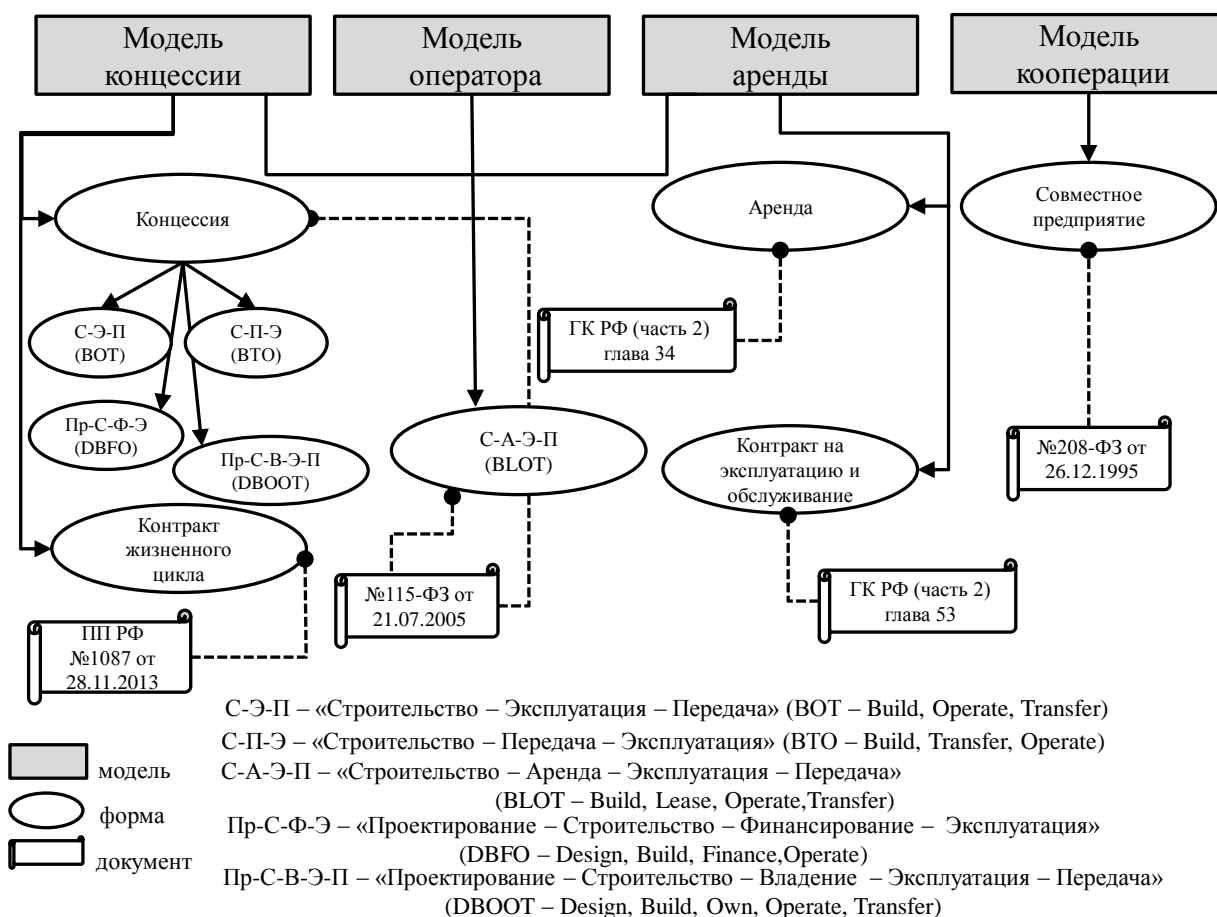 Модель
концессии
Модель
оператора
Модель
аренды
Модель
кооперации
Концессия
Аренда
Совместное
предприятие
С-Э-П
(BOT)
С-П-Э
(BTO)
ГК РФ (часть 2)
глава 34
Пр-С-Ф-Э
(DBFO)
Пр-С-В-Э-П
(DBOOT)
С-А-Э-П
(BLOT)
Контракт на
эксплуатацию и
обслуживание
№208-ФЗ от
26.12.1995
Контракт
жизненного
цикла
№115-ФЗ от
21.07.2005
ГК РФ (часть 2)
глава 53
ПП РФ
№1087 от
28.11.2013
С-Э-П – «Строительство – Эксплуатация – Передача» (BOT – Build, Operate, Transfer)
С-П-Э – «Строительство – Передача – Эксплуатация» (BTO – Build, Transfer, Operate)
С-А-Э-П – «Строительство – Аренда – Эксплуатация – Передача»
(BLOT – Build, Lease, Operate,Transfer)
Пр-С-Ф-Э – «Проектирование – Строительство – Финансирование – Эксплуатация»
(DBFO – Design, Build, Finance,Operate)
Пр-С-В-Э-П – «Проектирование – Строительство – Владение – Эксплуатация – Передача»
(DBOOT – Design, Build, Own, Operate, Transfer)
модель
форма
документ